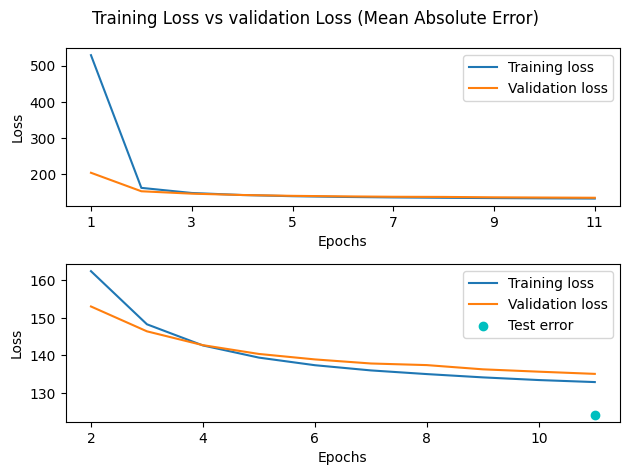 Training Loss vs validation Loss (Mean Absolute Error)
500
400
300
200
Loss
Training loss
Validation loss
1 3 5 7 9 11
Epochs
160
150
140
130
Loss
Training loss
Validation loss
Test error
2 4 6 8 10
Epochs